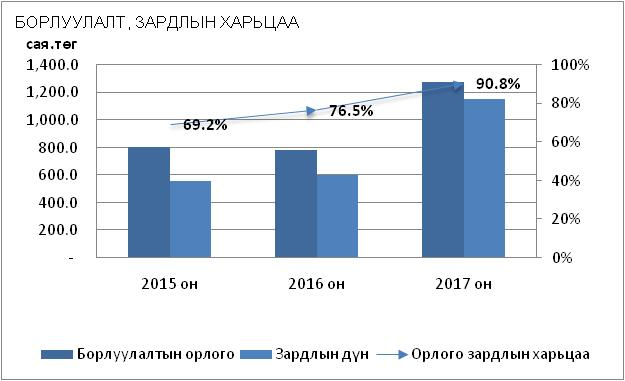 БОРЛУУЛАЛТ, ЗАРДЛЫН ХАРЬЦАА
сая.төг
1,400.0
1,200.0
1,000.0
800.0
600.0
400.0
200.0
-
100%
80%
60%
40%
20%
0%
69.2%
76.5%
90.8%
2015 он
2016 он
2017 он
Борлуулалтын орлого
Зардлын дүн
Орлого зардлын харьцаа